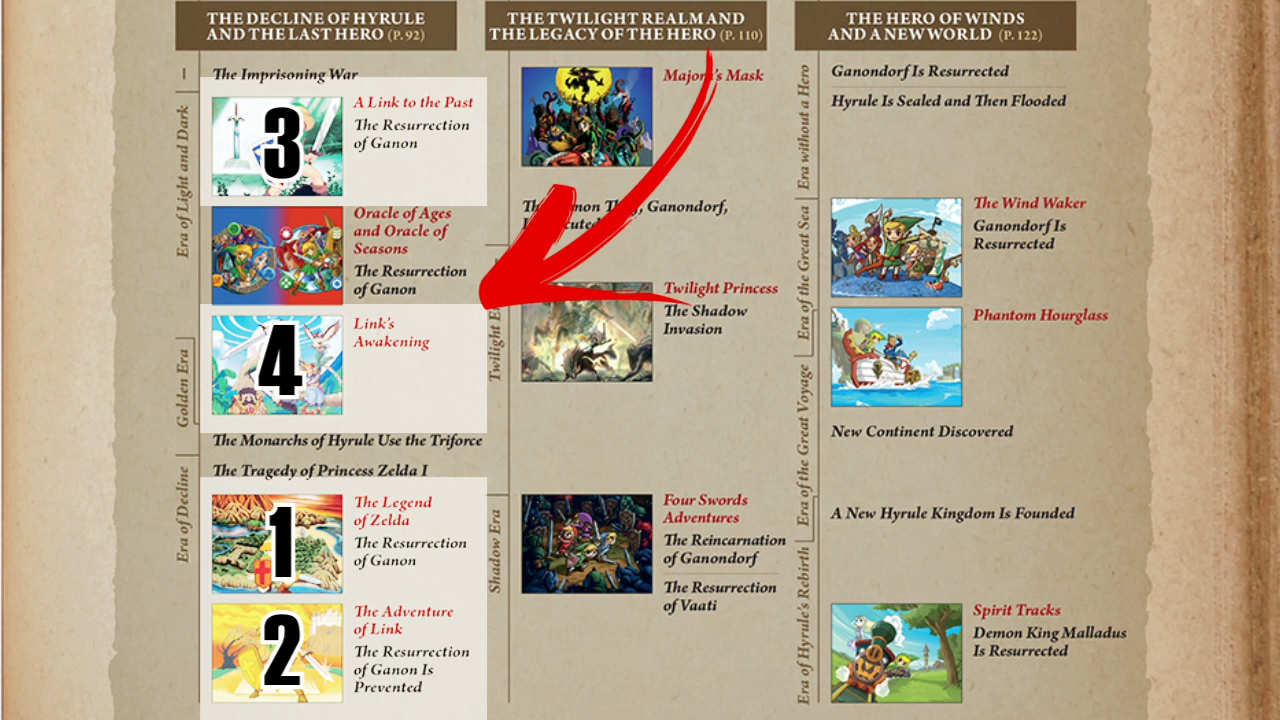 THE DECLINE OF HYRULE
AND THE LAST HERO (P. 92)
The Imprisoning War
Era of Light and Dark
3
A Link to the Past
The Resurrection
of Ganon
Oracle of Ages
and Oracle of
Seasons
The Resurrection
of Ganon
Golden Era
4
Link's
Awakening
The Monarchs of Hyrule Use the Triforce
The Tragedy of Princess Zelda I
Era of Decline
1
The Legend
of Zelda
The Resurrection
of Ganon
2
The Adventure
of Link
The Resurrection
of Ganon Is
Prevented
THE TWILIGHT REALM AND
THE LEGACY OF THE HERO (P. 110)
Majora's Mask
Ganondorf,
Twilight
Twilight Princess
The Shadow
Invasion
Shadow Era
Four Swords
Adventures
The Reincarnation
of Ganondorf
The Resurrection
of Vaati
THE HERO OF WINDS
AND A NEW WORLD (P. 122)
Era without a Hero
Ganondorf Is Resurrected
Hyrule Is Sealed and Then Flooded
Era of the Great Sea
The Wind Waker
Ganondorf Is
Resurrected
Phantom Hourglass
Era of the Great Voyage
New Continent Discovered
A New Hyrule Kingdom Is Founded
Era of Hyrule's Rebirth
Spirit Tracks
Demon King Malladus
Is Resurrected